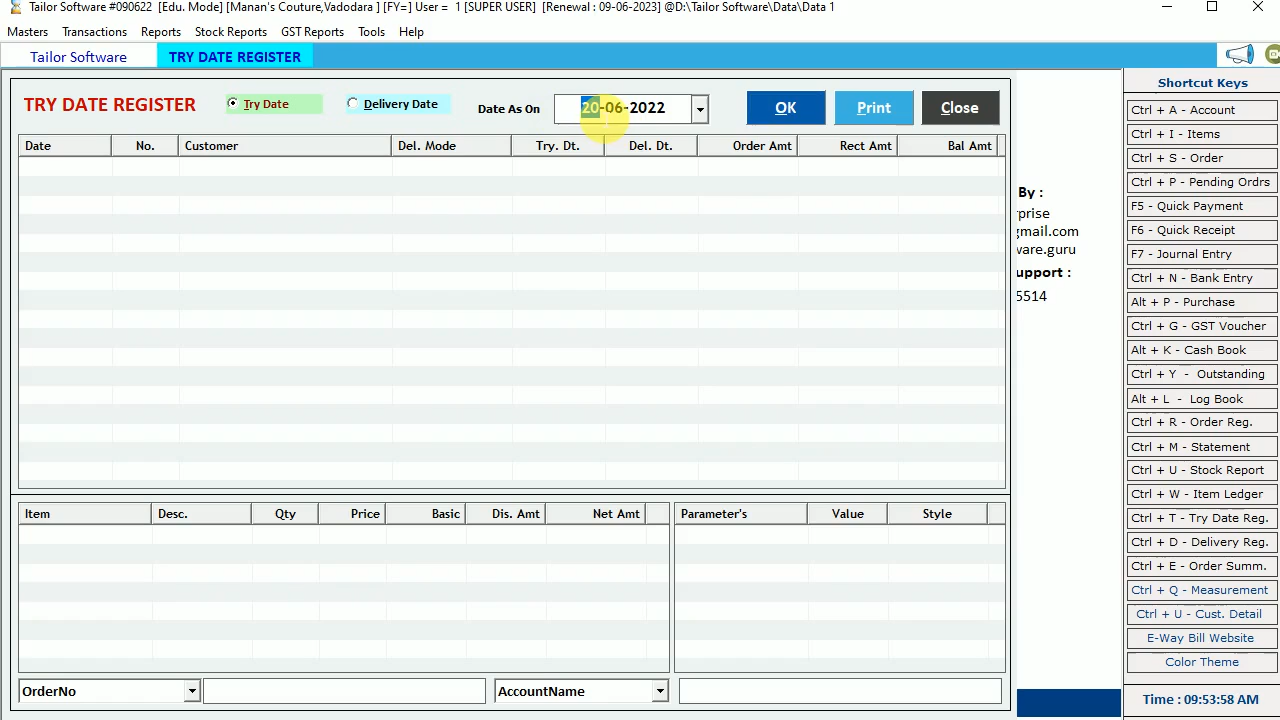 Tailor Software #090622 [Edu. Mode] [Manan's Couture,Vadodara ] [FY=] User = 1 [SUPER USER] [Renewal : 09-06-2023] @D:\Tailor Software\Data\Data 1
Masters Transactions Reports Stock Reports GST Reports Tools Help
Tailor Software TRY DATE REGISTER
TRY DATE REGISTER Try Date Delivery Date Date As On 20-06-2022 OK Print Close
Date No. Customer Del. Mode Try. Dt. Del. Dt. Order Amt Rect Amt Bal Amt
By :
rprise
gmail.com
ware.guru
upport :
5514
Item Desc. Qty Price Basic Dis. Amt Net Amt Parameter's Value Style
OrderNo AccountName
Shortcut Keys
Ctrl + A - Account
Ctrl + I - Items
Ctrl + S - Order
Ctrl + P - Pending Ordrs
F5 - Quick Payment
F6 - Quick Receipt
F7 - Journal Entry
Ctrl + N - Bank Entry
Alt + P - Purchase
Ctrl + G - GST Voucher
Alt + K - Cash Book
Ctrl + Y - Outstanding
Alt + L - Log Book
Ctrl + R - Order Reg.
Ctrl + M - Statement
Ctrl + U - Stock Report
Ctrl + W - Item Ledger
Ctrl + T - Try Date Reg.
Ctrl + D - Delivery Reg.
Ctrl + E - Order Summ.
Ctrl + Q - Measurement
Ctrl + U - Cust. Detail
E-Way Bill Website
Color Theme
Time : 09:53:58 AM